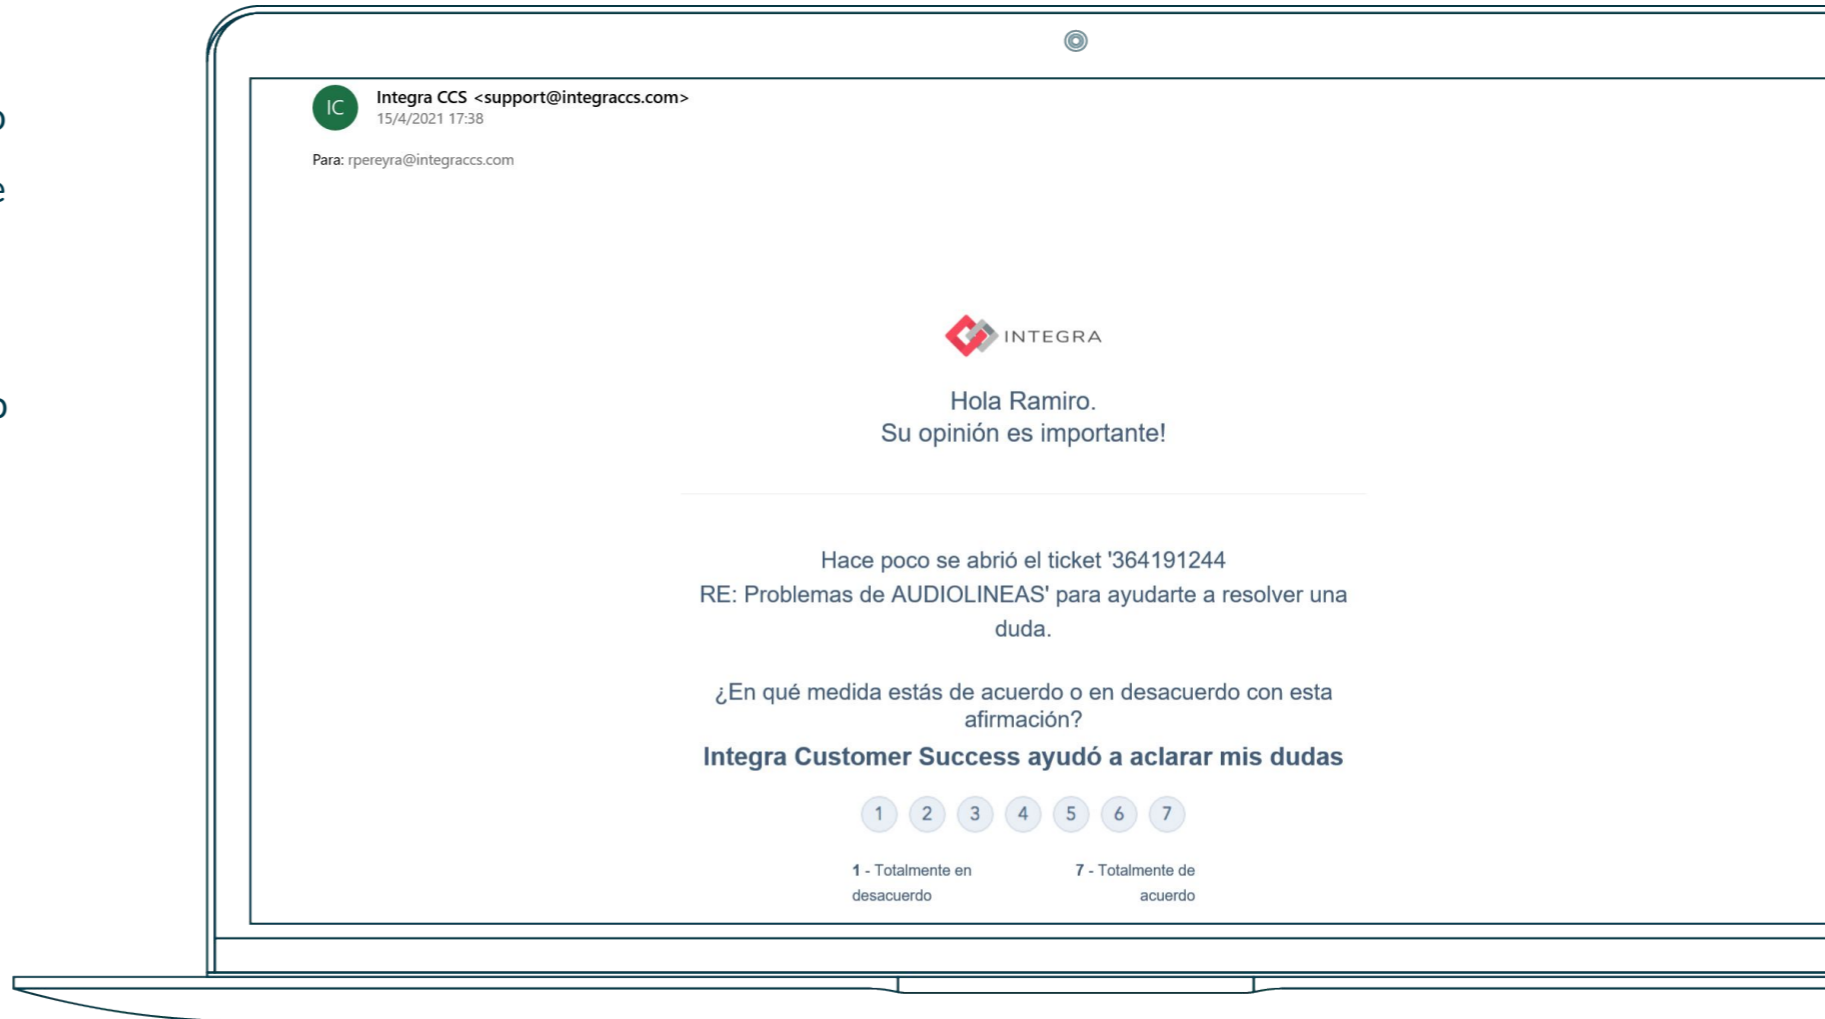 IC
Integra CCS <support@integraccs.com>
15/4/2021 17:38
Para: rpereyra@integraccs.com
INTEGRA
Hola Ramiro.
Su opinión es importante!
Hace poco se abrió el ticket '364191244
RE: Problemas de AUDIOLINEAS' para ayudarte a resolver una
duda.
¿En qué medida estás de acuerdo o en desacuerdo con esta
afirmación?
Integra Customer Success ayudó a aclarar mis dudas
1 2 3 4 5 6 7
1 - Totalmente en
desacuerdo
7 - Totalmente de
acuerdo